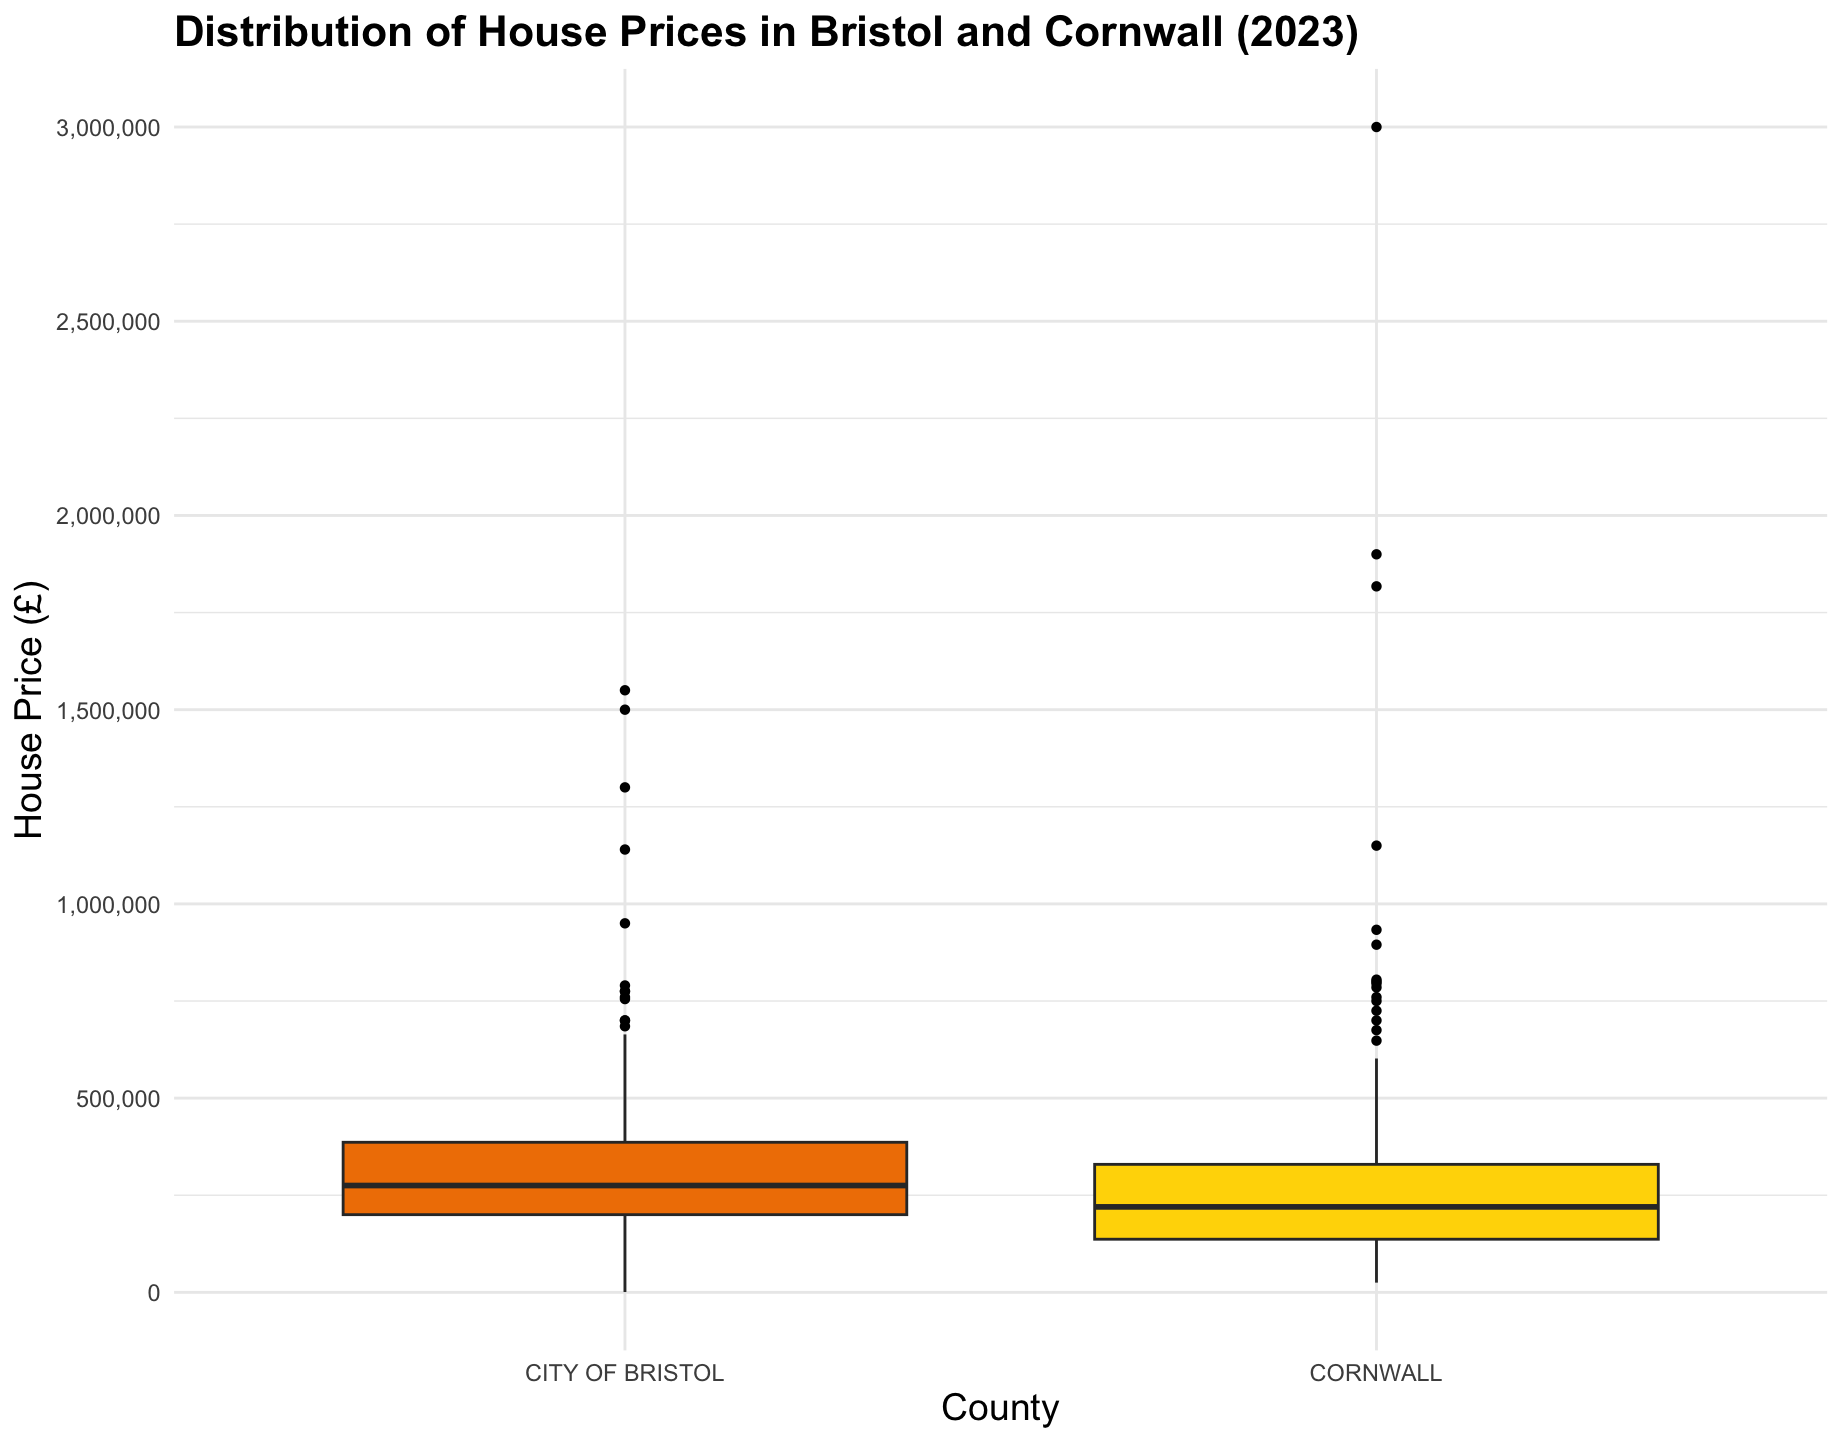 Distribution of House Prices in Bristol and Cornwall (2023)
3,000,000
2,500,000
2,000,000
1,500,000
1,000,000
500,000
0
House Price (£)
CITY OF BRISTOL
CORNWALL
County